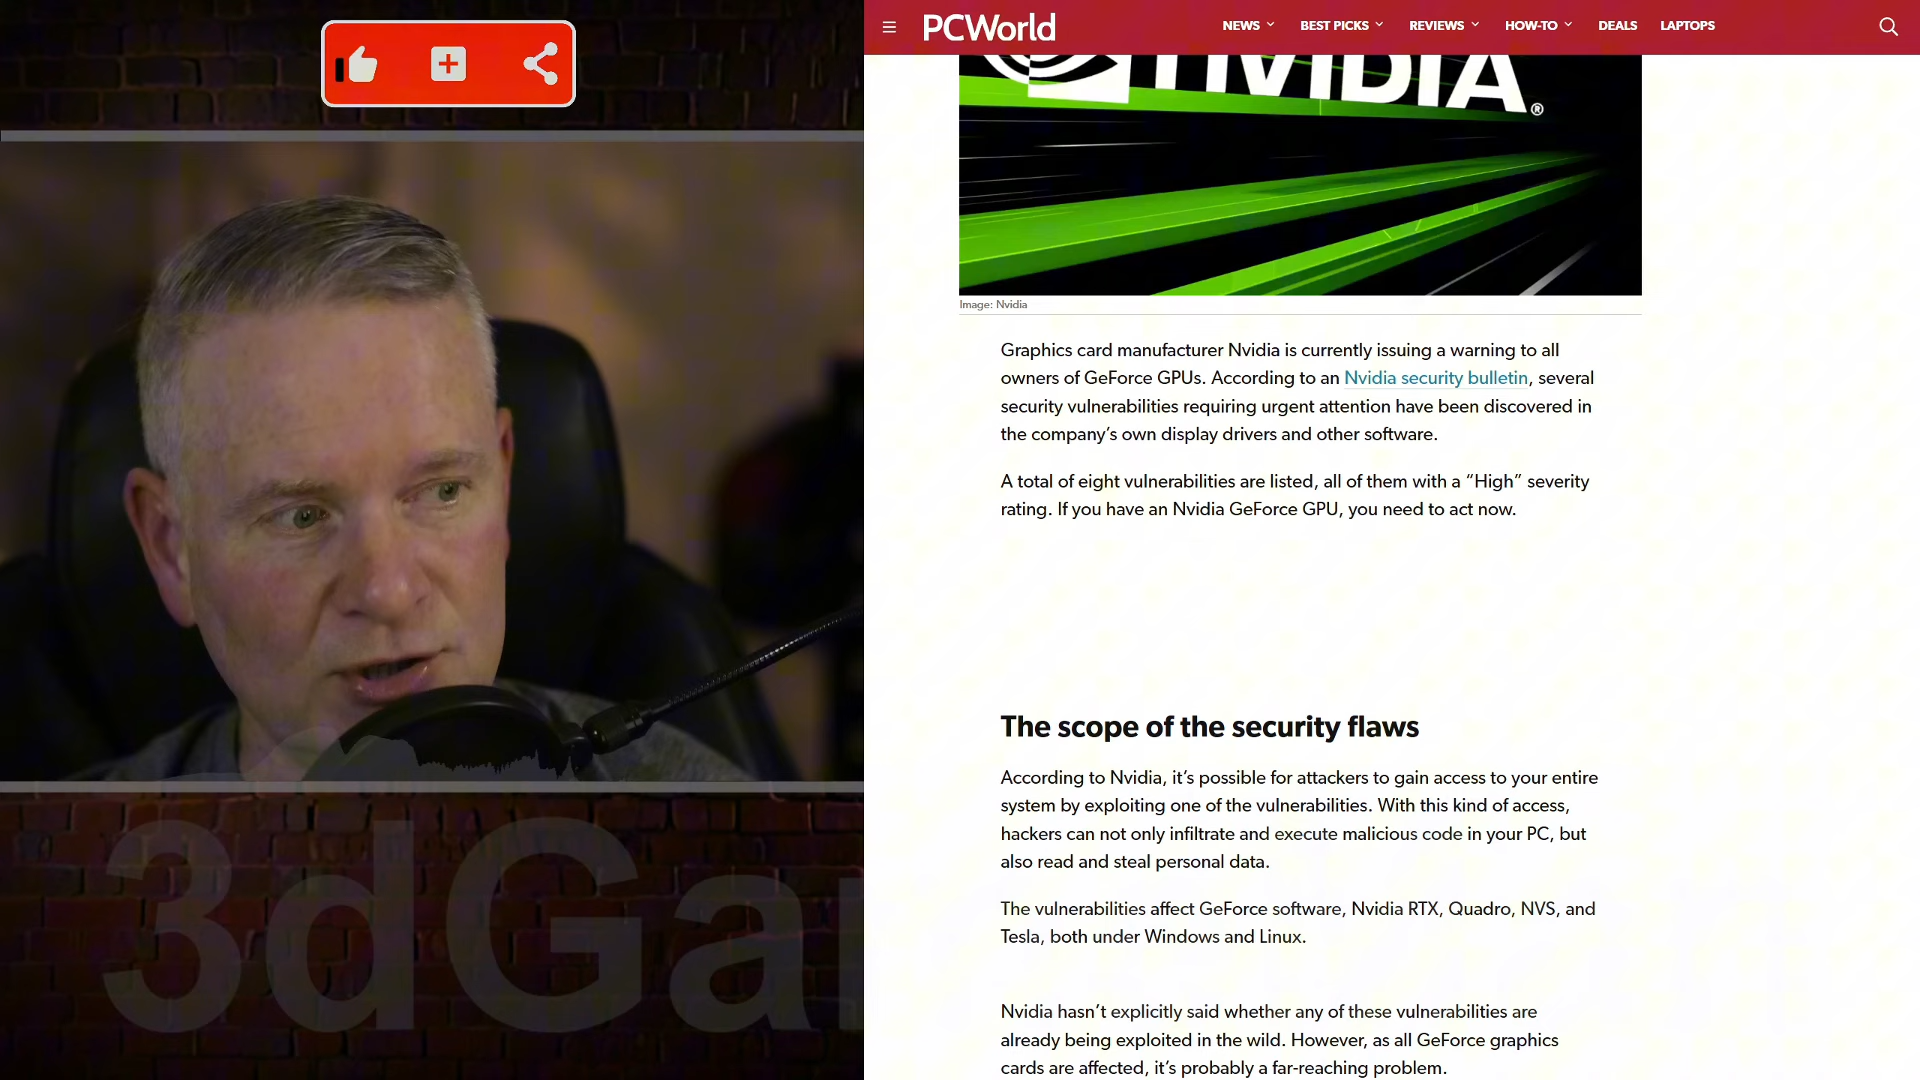 PCWorld
NEWS
BEST PICKS
REVIEWS
HOW-TO
DEALS
LAPTOPS
NVIDIA®
Image: Nvidia
Graphics card manufacturer Nvidia is currently issuing a warning to all
owners of GeForce GPUs. According to an Nvidia security bulletin, several
security vulnerabilities requiring urgent attention have been discovered in
the company’s own display drivers and other software.
A total of eight vulnerabilities are listed, all of them with a “High” severity
rating. If you have an Nvidia GeForce GPU, you need to act now.
The scope of the security flaws
According to Nvidia, it’s possible for attackers to gain access to your entire
system by exploiting one of the vulnerabilities. With this kind of access,
hackers can not only infiltrate and execute malicious code in your PC, but
also read and steal personal data.
The vulnerabilities affect GeForce software, Nvidia RTX, Quadro, NVS, and
Tesla, both under Windows and Linux.
Nvidia hasn’t explicitly said whether any of these vulnerabilities are
already being exploited in the wild. However, as all GeForce graphics
cards are affected, it’s probably a far-reaching problem.
3dGa